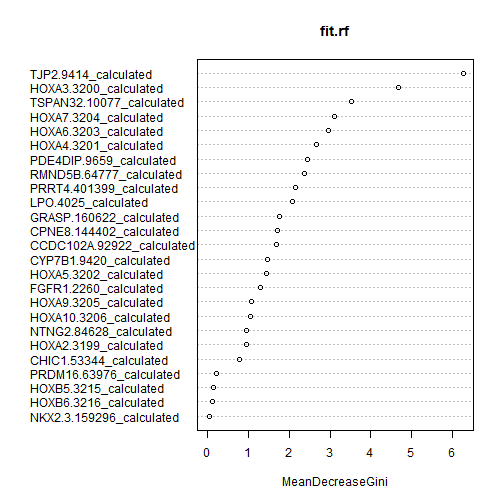 fit.rf
TJP2.9414_calculated
HOXA3.3200_calculated
TSPAN32.10077_calculated
HOXA7.3204_calculated
HOXA6.3203_calculated
HOXA4.3201_calculated
PDE4DIP.9659_calculated
RMND5B.64777_calculated
PRRT4.401399_calculated
LPO.4025_calculated
GRASP.160622_calculated
CPNE8.144402_calculated
CCDC102A.92922_calculated
CYP7B1.9420_calculated
HOXA5.3202_calculated
FGFR1.2260_calculated
HOXA9.3205_calculated
HOXA10.3206_calculated
NTNG2.84628_calculated
HOXA2.3199_calculated
CHIC1.53344_calculated
PRDM16.63976_calculated
HOXB5.3215_calculated
HOXB6.3216_calculated
NKX2.3.159296_calculated
0 1 2 3 4 5 6
MeanDecreaseGini